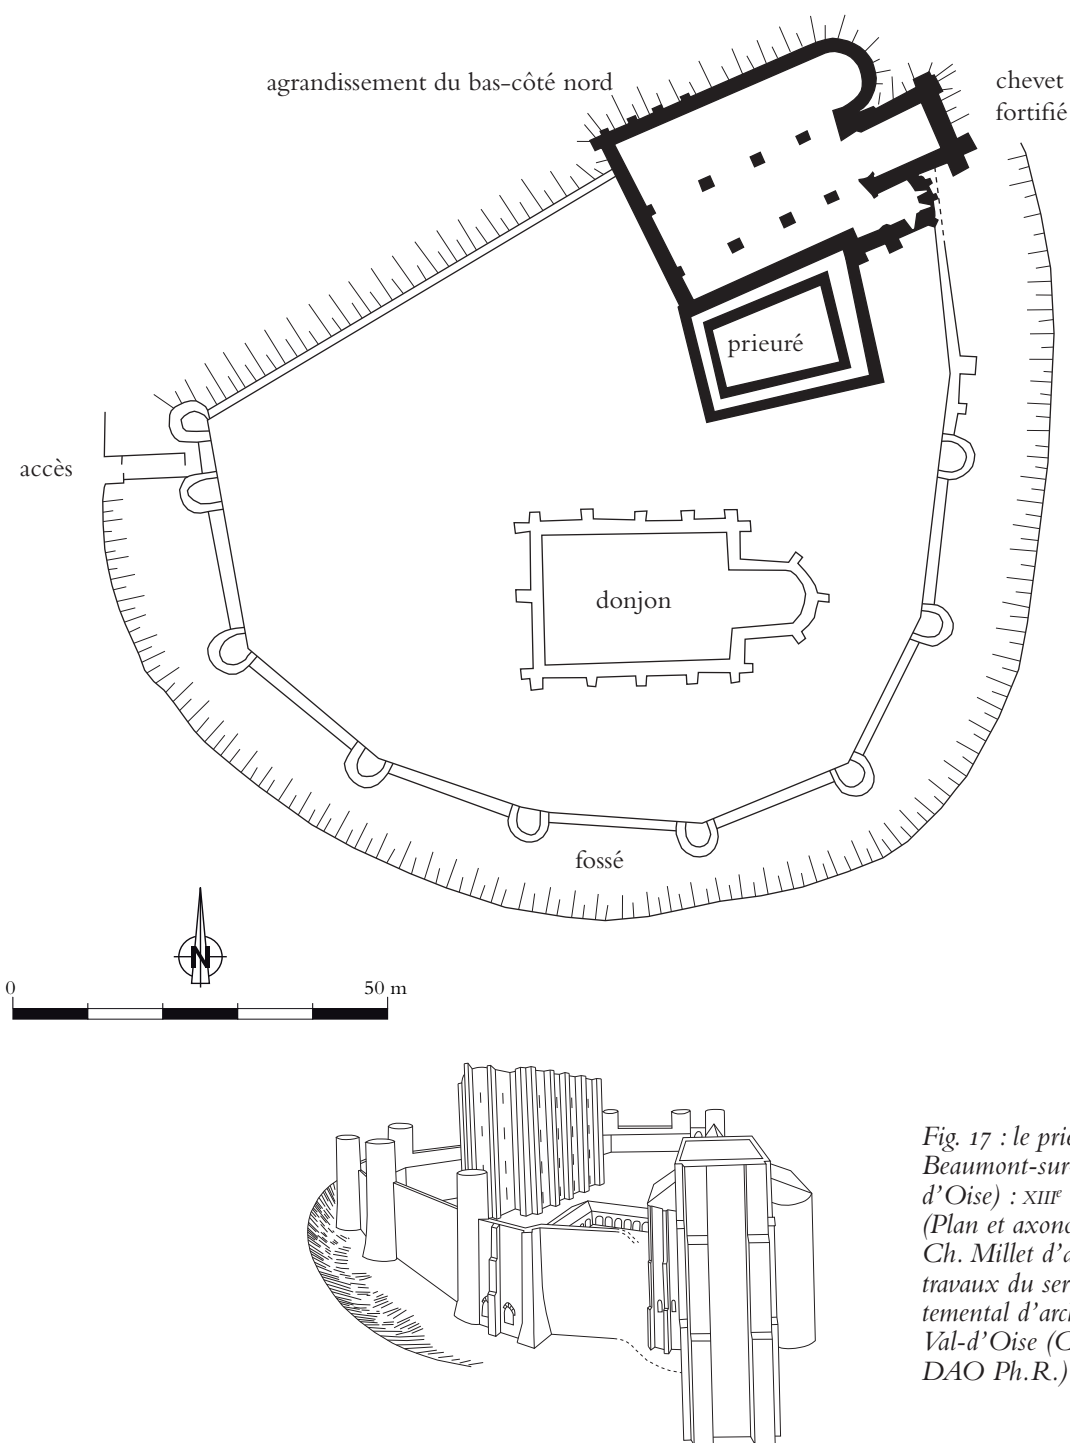 agrandissement du bas-côté nord
chevet
fortifié
prieuré
accès
donjon
fossé
N
0 50 m
Fig. 17 : le prie
Beaumont-sur
d'Oise) : XIIIe
(Plan et axono
Ch. Millet d'a
travaux du ser
temental d'arch
Val-d'Oise (C
DAO Ph.R.)